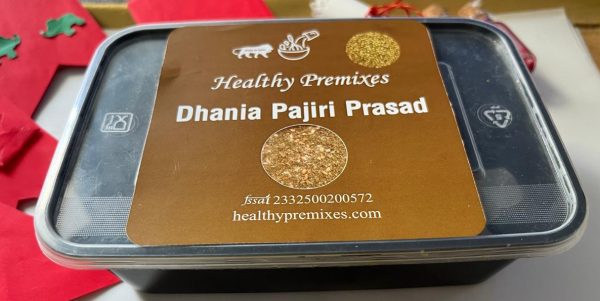 Healthy Premixes
Dhania Pajiri Prasad
fssai 2332500200572
healthypremixes.com